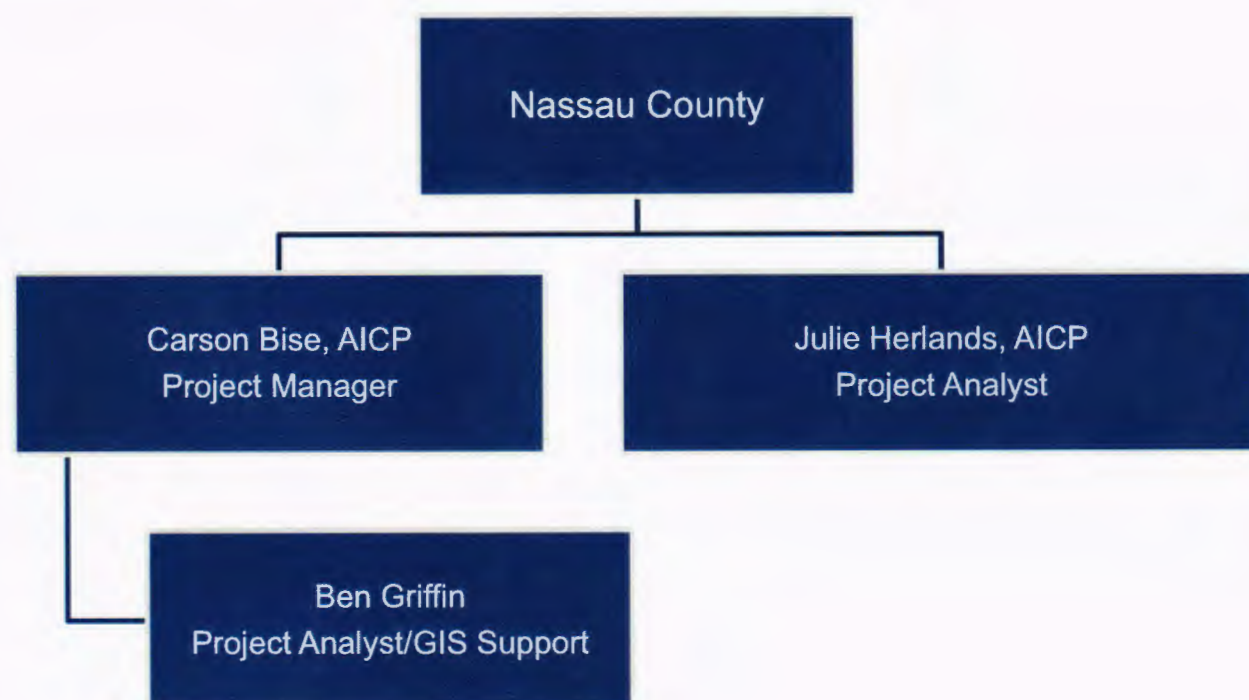 Nassau County
Carson Bise, AICP
Project Manager
Julie Herlands, AICP
Project Analyst
Ben Griffin
Project Analyst/GIS Support